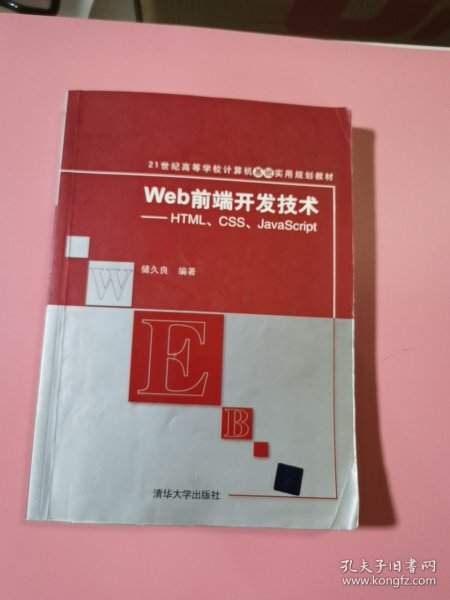 21世纪高等学校计算机基础实用规划教材
Web前端开发技术
——HTML、CSS、JavaScript
储久良 编著
W
E
B
清华大学出版社
孔夫子旧书网
www.kongfz.com